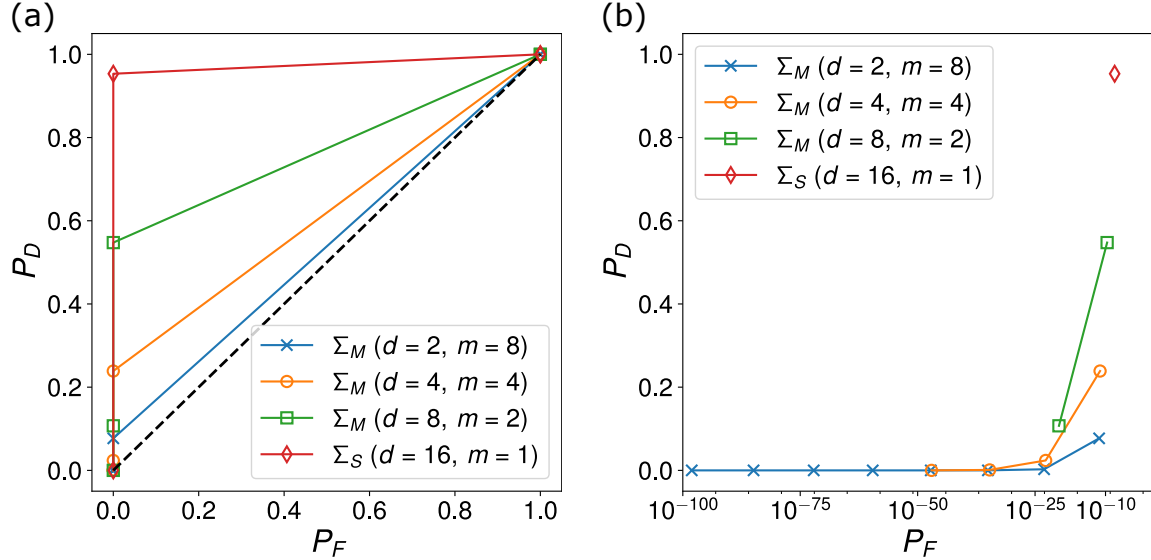 (a)
1.0
0.8
0.6
0.4
0.2
0.0
P_D
0.0 0.2 0.4 0.6 0.8 1.0
P_F
Σ_M (d = 2, m = 8)
Σ_M (d = 4, m = 4)
Σ_M (d = 8, m = 2)
Σ_S (d = 16, m = 1)
(b)
1.0
0.8
0.6
0.4
0.2
0.0
P_D
10^-100 10^-75 10^-50 10^-25 10^-10
P_F
Σ_M (d = 2, m = 8)
Σ_M (d = 4, m = 4)
Σ_M (d = 8, m = 2)
Σ_S (d = 16, m = 1)